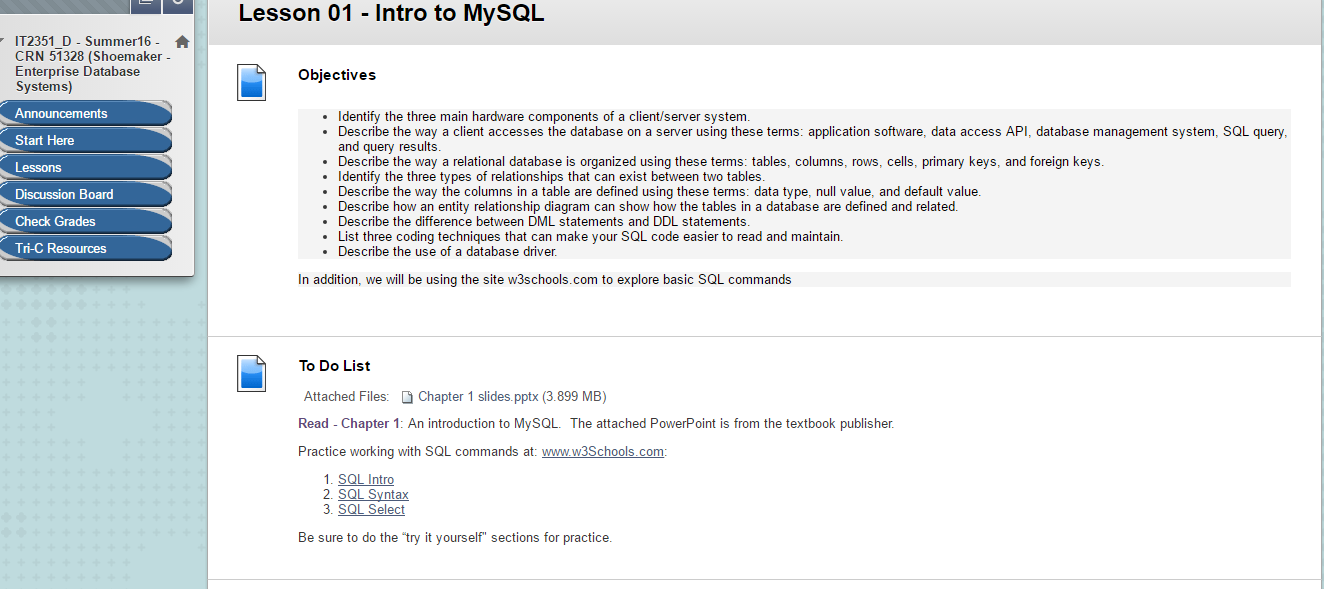 Lesson 01 - Intro to MySQL
IT2351_D - Summer16 -
CRN 51328 (Shoemaker -
Enterprise Database
Systems)
Announcements
Start Here
Lessons
Discussion Board
Check Grades
Tri-C Resources
Objectives
• Identify the three main hardware components of a client/server system.
• Describe the way a client accesses the database on a server using these terms: application software, data access API, database management system, SQL query,
and query results.
• Describe the way a relational database is organized using these terms: tables, columns, rows, cells, primary keys, and foreign keys.
• Identify the three types of relationships that can exist between two tables.
• Describe the way the columns in a table are defined using these terms: data type, null value, and default value.
• Describe how an entity relationship diagram can show how the tables in a database are defined and related.
• Describe the difference between DML statements and DDL statements.
• List three coding techniques that can make your SQL code easier to read and maintain.
• Describe the use of a database driver.
In addition, we will be using the site w3schools.com to explore basic SQL commands
To Do List
Attached Files: Chapter 1 slides.pptx (3.899 MB)
Read - Chapter 1: An introduction to MySQL. The attached PowerPoint is from the textbook publisher.
Practice working with SQL commands at: www.w3Schools.com:
1. SQL Intro
2. SQL Syntax
3. SQL Select
Be sure to do the “try it yourself” sections for practice.